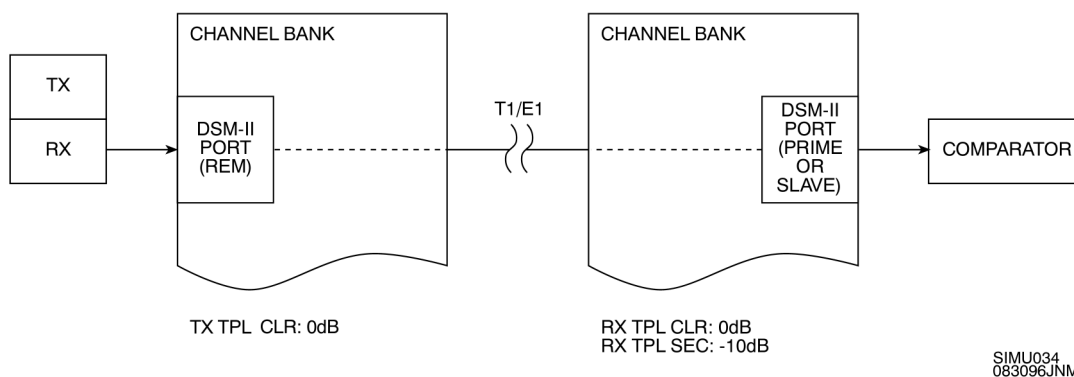 CHANNEL BANK
CHANNEL BANK
TX
RX
DSM-II
PORT
(REM)
T1/E1
DSM-II
PORT
(PRIME
OR
SLAVE)
COMPARATOR
TX TPL CLR: 0dB
RX TPL CLR: 0dB
RX TPL SEC: -10dB
SIMU034
083096JNM